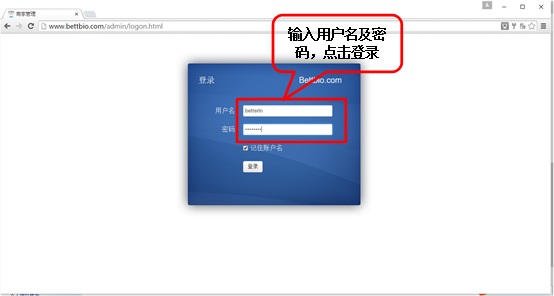 商家管理
www.bettbio.com/admin/logon.html
输入用户名及密
码，点击登录
登录
Bettbio.com
用户名
密码
记住账户名
登录